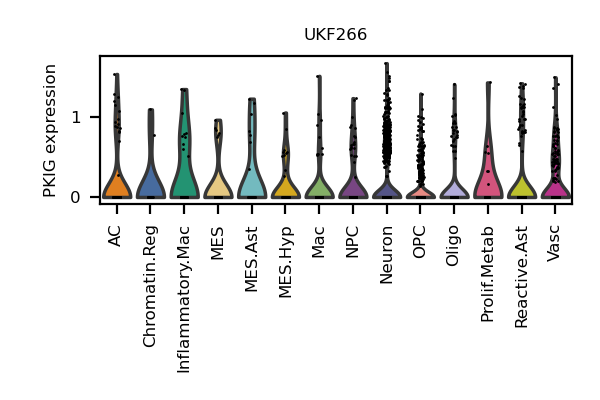 UKF266
PKIG expression
1
0
AC
Chromatin.Reg
Inflammatory.Mac
MES
MES.Ast
MES.Hyp
Mac
NPC
Neuron
OPC
Oligo
Prolif.Metab
Reactive.Ast
Vasc